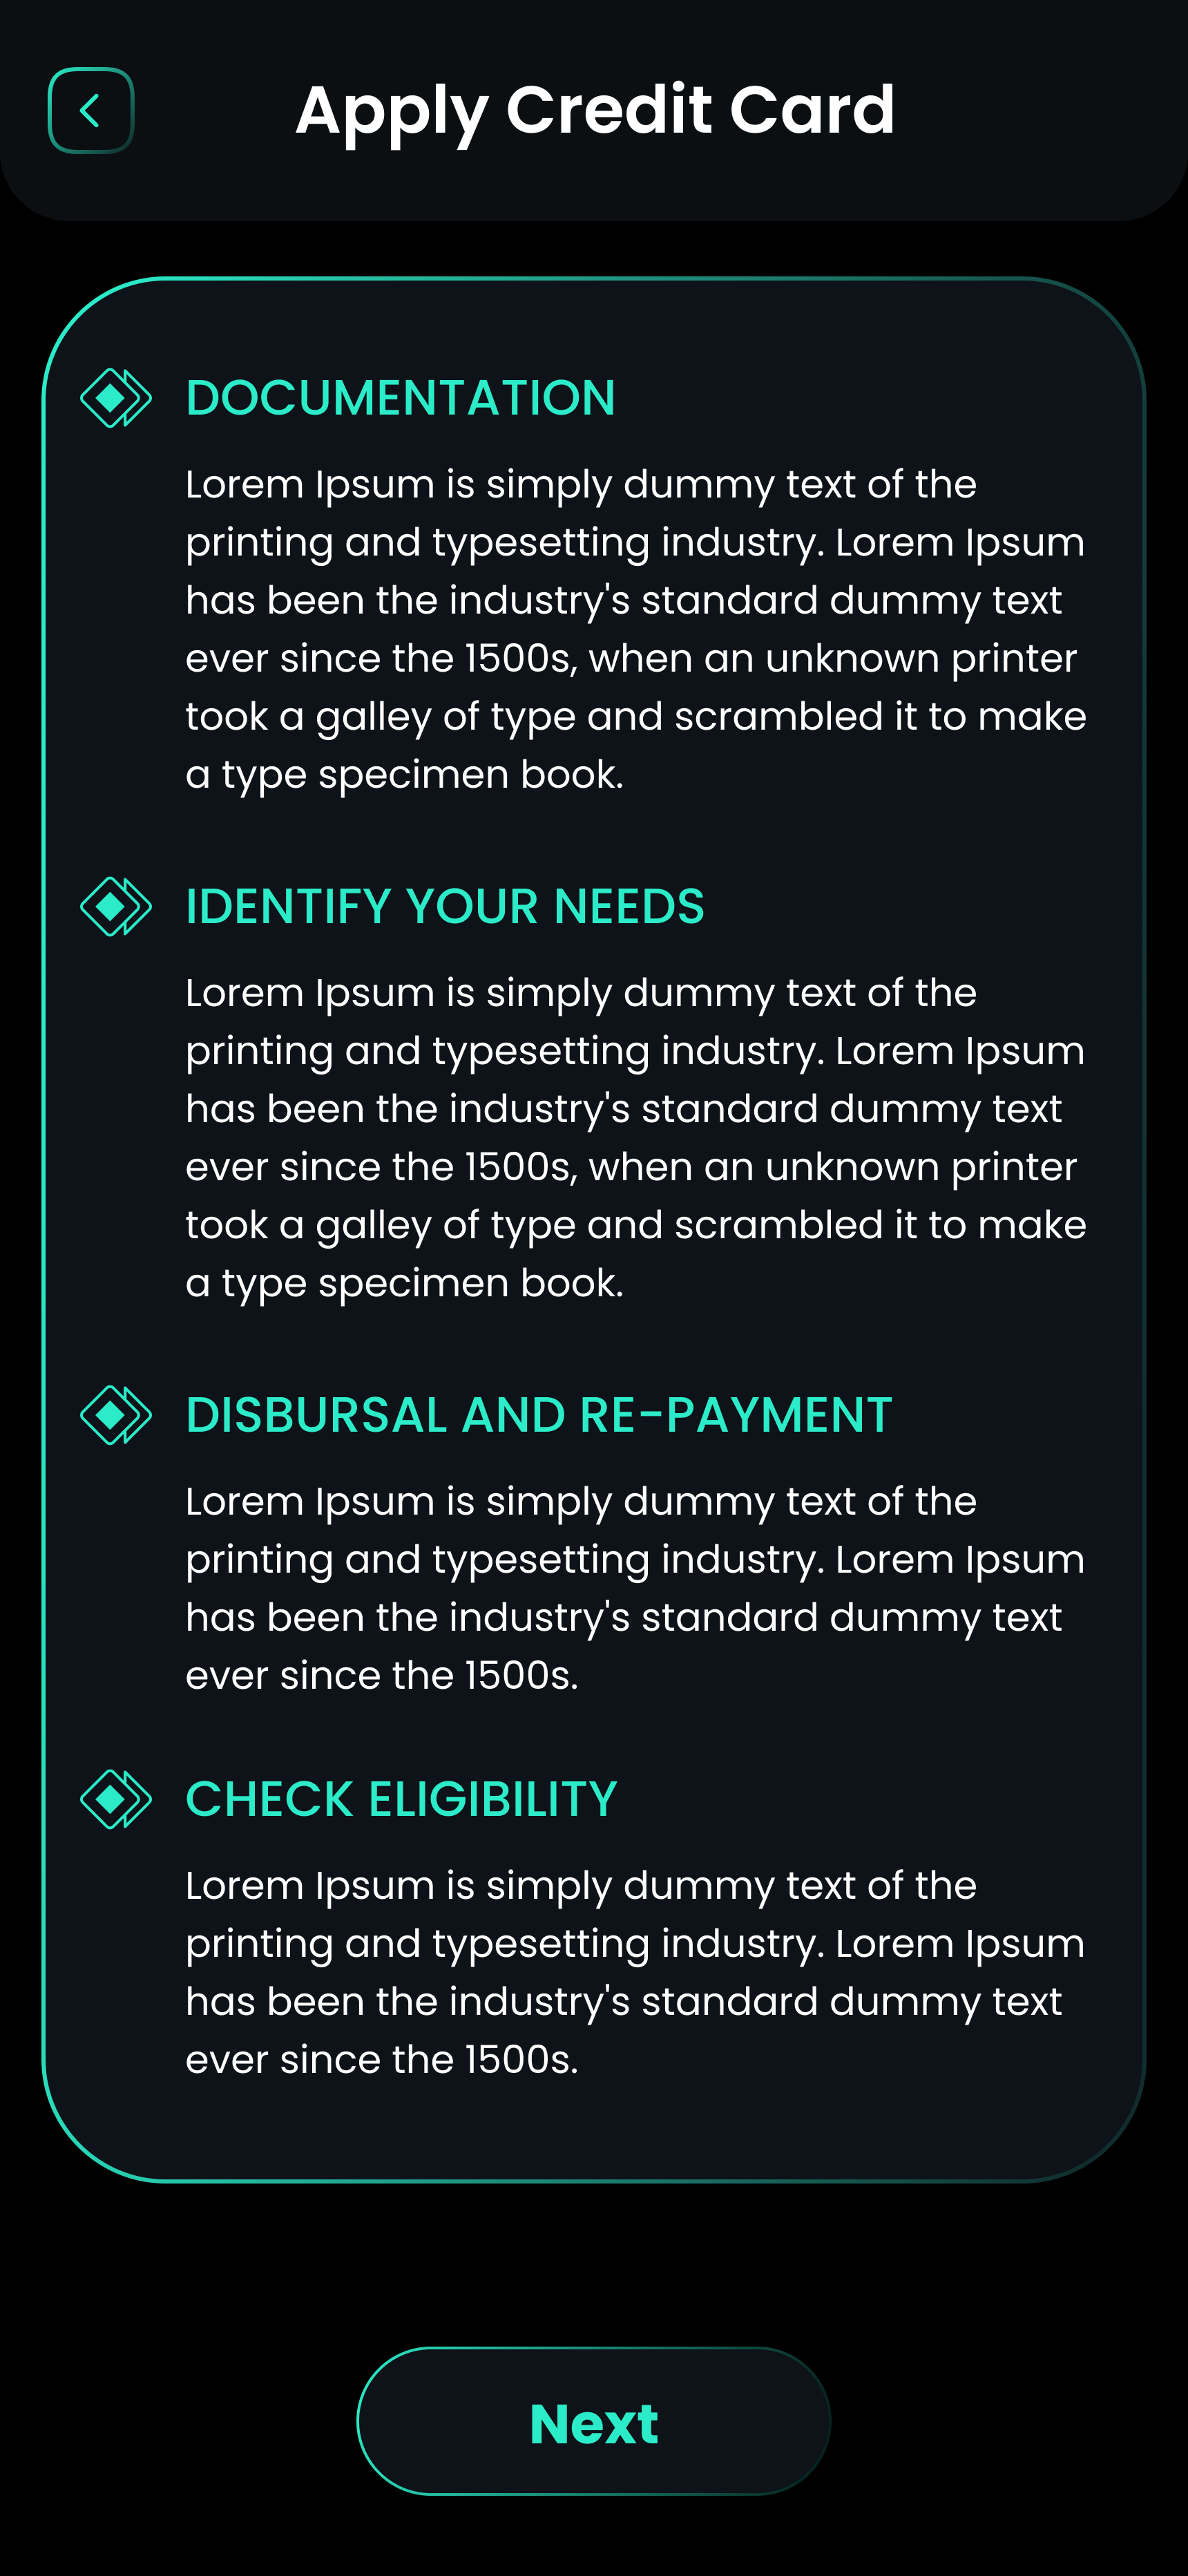 Apply Credit Card
DOCUMENTATION
Lorem Ipsum is simply dummy text of the
printing and typesetting industry. Lorem Ipsum
has been the industry's standard dummy text
ever since the 1500s, when an unknown printer
took a galley of type and scrambled it to make
a type specimen book.
IDENTIFY YOUR NEEDS
Lorem Ipsum is simply dummy text of the
printing and typesetting industry. Lorem Ipsum
has been the industry's standard dummy text
ever since the 1500s, when an unknown printer
took a galley of type and scrambled it to make
a type specimen book.
DISBURSAL AND RE-PAYMENT
Lorem Ipsum is simply dummy text of the
printing and typesetting industry. Lorem Ipsum
has been the industry's standard dummy text
ever since the 1500s.
CHECK ELIGIBILITY
Lorem Ipsum is simply dummy text of the
printing and typesetting industry. Lorem Ipsum
has been the industry's standard dummy text
ever since the 1500s.
Next